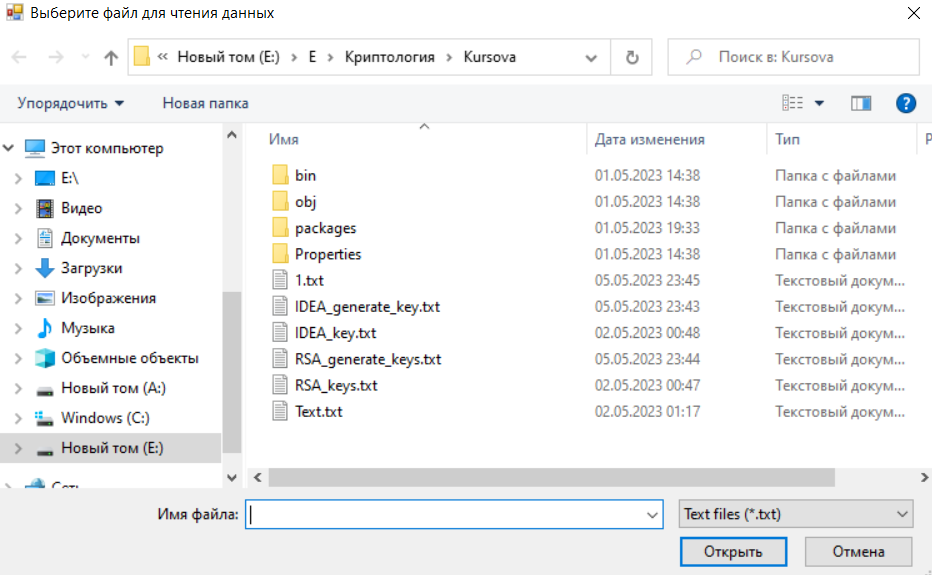 Выберите файл для чтения данных
« Новый том (E:) › E › Криптология › Kursova
Поиск в: Kursova
Упорядочить
Новая папка
Этот компьютер
E:\
Видео
Документы
Загрузки
Изображения
Музыка
Объемные объекты
Новый том (A:)
Windows (C:)
Новый том (E:)
Сеть
Имя Дата изменения Тип Р
bin 01.05.2023 14:38 Папка с файлами
obj 01.05.2023 14:38 Папка с файлами
packages 01.05.2023 19:33 Папка с файлами
Properties 01.05.2023 14:38 Папка с файлами
1.txt 05.05.2023 23:45 Текстовый докум...
IDEA_generate_key.txt 05.05.2023 23:43 Текстовый докум...
IDEA_key.txt 02.05.2023 00:48 Текстовый докум...
RSA_generate_keys.txt 05.05.2023 23:44 Текстовый докум...
RSA_keys.txt 02.05.2023 00:47 Текстовый докум...
Text.txt 02.05.2023 01:17 Текстовый докум...
Имя файла:
Text files (*.txt)
Открыть
Отмена